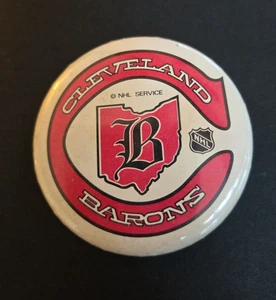 CLEVELAND
© NHL SERVICE
B
NHL
BARONS